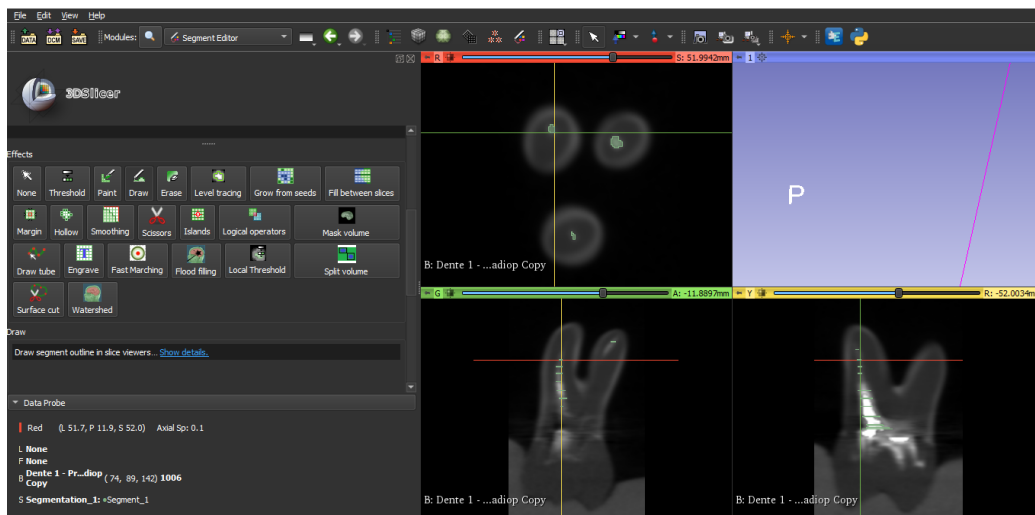 File Edit View Help
DATA DCM SAVE Modules: Segment Editor
R S: 51.9942mm
1
3DSlicer
Effects
None Threshold Paint Draw Erase Level tracing Grow from seeds Fill between slices
Margin Hollow Smoothing Scissors Islands Logical operators Mask volume
Draw tube Engrave Fast Marching Flood filling Local Threshold Split volume
Surface cut Watershed
P
B: Dente 1 - ...adiop Copy
G A: -11.8897mm
Y R: -52.0034mm
Draw
Draw segment outline in slice viewers... Show details.
Data Probe
Red (L 51.7, P 11.9, S 52.0) Axial Sp: 0.1
L None
F None
B Dente 1 - Pr...diop Copy ( 74, 89, 142) 1006
S Segmentation_1: Segment_1
B: Dente 1 - ...adiop Copy
B: Dente 1 - ...adiop Copy